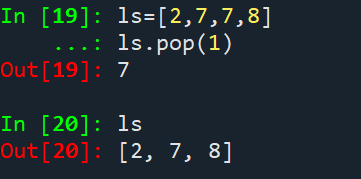 In [19]: ls=[2,7,7,8]
    ...: ls.pop(1)
Out[19]: 7
In [20]: ls
Out[20]: [2, 7, 8]